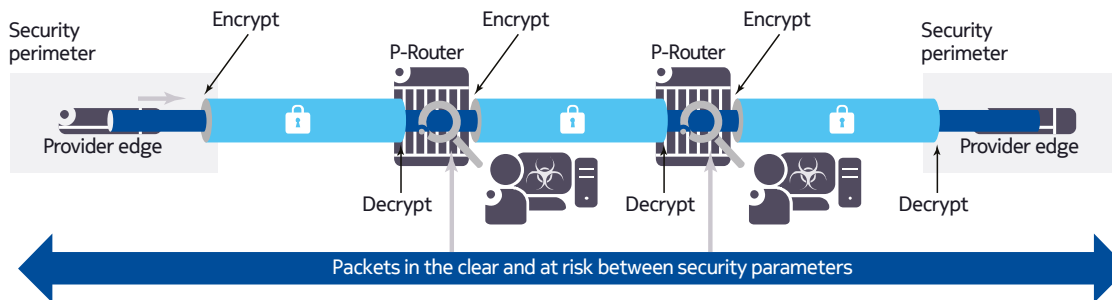 Security
perimeter
Encrypt
P-Router
Encrypt
P-Router
Encrypt
Security
perimeter
Provider edge
Provider edge
Decrypt
Decrypt
Decrypt
Packets in the clear and at risk between security parameters